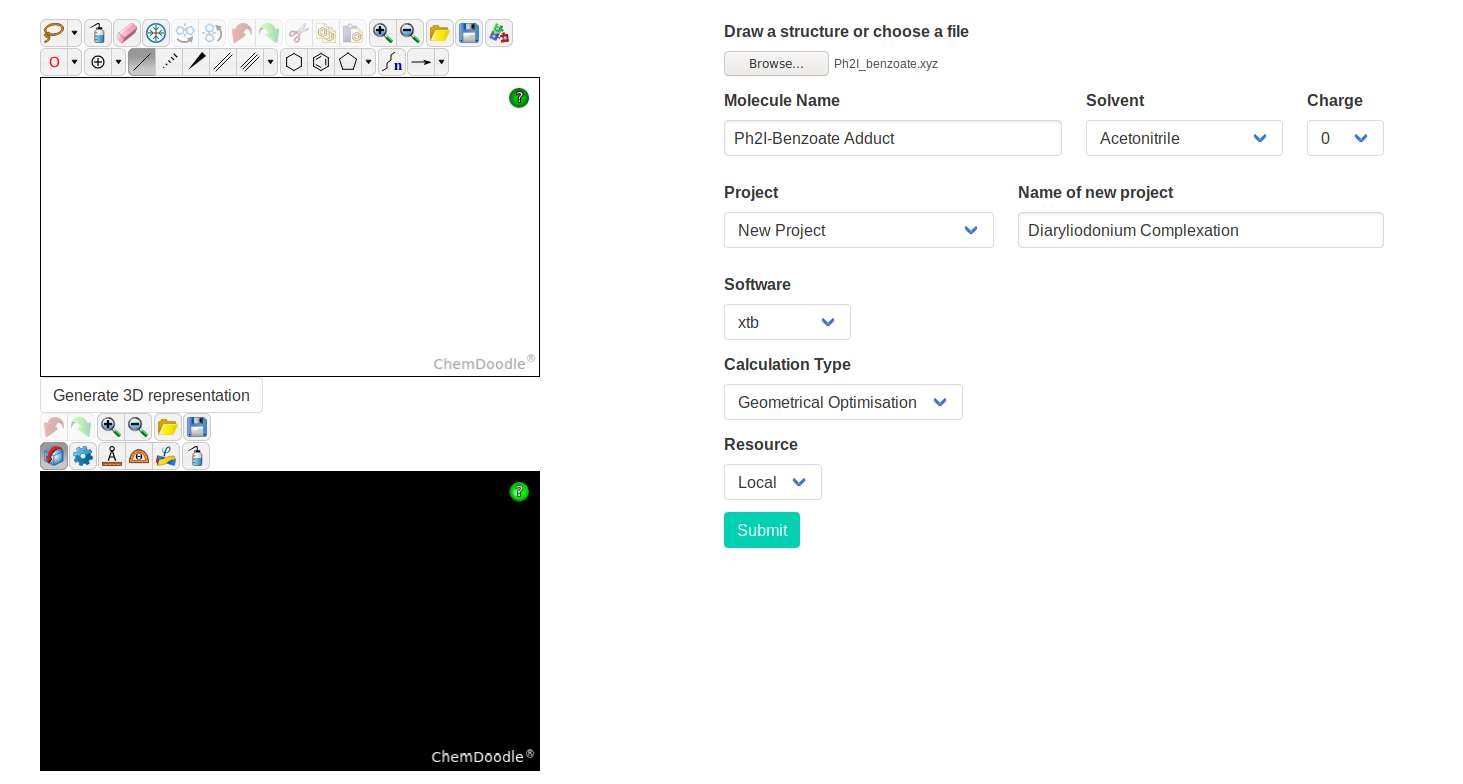 O
n
?
ChemDoodle®
Generate 3D representation
?
ChemDoodle®
Draw a structure or choose a file
Browse... Ph2I_benzoate.xyz
Molecule Name Solvent Charge
Ph2I-Benzoate Adduct Acetonitrile 0
Project Name of new project
New Project Diaryliodonium Complexation
Software
xtb
Calculation Type
Geometrical Optimisation
Resource
Local
Submit